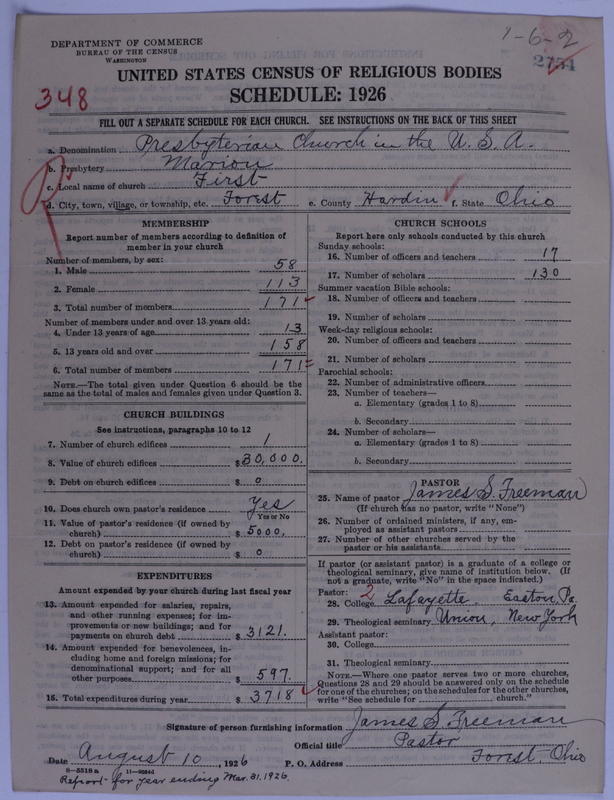 DEPARTMENT OF COMMERCE
BUREAU OF THE CENSUS
WASHINGTON
1-6-2
2754
348
UNITED STATES CENSUS OF RELIGIOUS BODIES
SCHEDULE: 1926
FILL OUT A SEPARATE SCHEDULE FOR EACH CHURCH. SEE INSTRUCTIONS ON THE BACK OF THIS SHEET
a. Denomination Presbyterian Church in the U. S. A.
b. Presbytery Marion
c. Local name of church First
d. City, town, village, or township, etc. Forest e. County Hardin f. State Ohio
MEMBERSHIP
Report number of members according to definition of member in your church
Number of members, by sex:
1. Male 58
2. Female 113
3. Total number of members 171
Number of members under and over 13 years old:
4. Under 13 years of age 13
5. 13 years old and over 158
6. Total number of members 171
NOTE.—The total given under Question 6 should be the same as the total of males and females given under Question 3.
CHURCH BUILDINGS
See instructions, paragraphs 10 to 12
7. Number of church edifices 1
8. Value of church edifices $30,000.
9. Debt on church edifices $ 0
10. Does church own pastor's residence Yes
Yes or No
11. Value of pastor's residence (if owned by church) $5000,
12. Debt on pastor's residence (if owned by church) $ 0
EXPENDITURES
Amount expended by your church during last fiscal year
13. Amount expended for salaries, repairs, and other running expenses; for improvements or new buildings; and for payments on church debt $ 3121.
14. Amount expended for benevolences, including home and foreign missions; for denominational support; and for all other purposes $ 597.
15. Total expenditures during year $ 3718
CHURCH SCHOOLS
Report here only schools conducted by this church
Sunday schools:
16. Number of officers and teachers 17
17. Number of scholars 130
Summer vacation Bible schools:
18. Number of officers and teachers
19. Number of scholars
Week-day religious schools:
20. Number of officers and teachers
21. Number of scholars
Parochial schools:
22. Number of administrative officers
23. Number of teachers—
a. Elementary (grades 1 to 8)
b. Secondary
24. Number of scholars—
a. Elementary (grades 1 to 8)
b. Secondary
PASTOR
25. Name of pastor James S. Freeman
(If church has no pastor, write "None")
26. Number of ordained ministers, if any, employed as assistant pastors
27. Number of other churches served by the pastor or his assistants
If pastor (or assistant pastor) is a graduate of a college or theological seminary, give name of institution below. (If not a graduate, write "No" in the space indicated.)
Pastor: 2
28. College Lafayette Easton, Pa.
29. Theological seminary Union, New York
Assistant pastor:
30. College
31. Theological seminary
NOTE.—Where one pastor serves two or more churches, Questions 28 and 29 should be answered only on the schedule for one of the churches; on the schedules for the other churches, write "See schedule for church."
Signature of person furnishing information James S. Freeman
Official title Pastor
Date August 10, 1926 P. O. Address Forest, Ohio
Report for year ending Mar. 31, 1926.